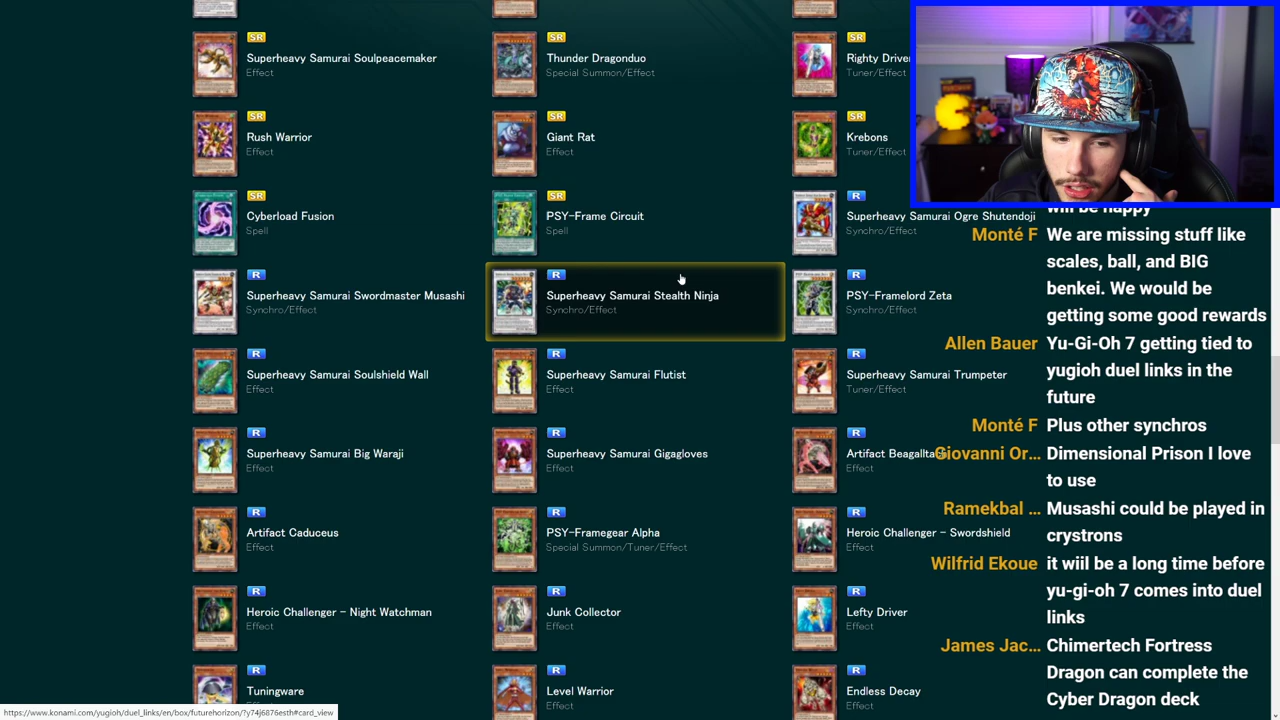 SR
Superheavy Samurai Soulpeacemaker
Effect
SR
Thunder Dragonduo
Special Summon/Effect
SR
Righty Driver
Tuner/Effect
SR
Rush Warrior
Effect
SR
Giant Rat
Effect
SR
Krebons
Tuner/Effect
SR
Cyberload Fusion
Spell
SR
PSY-Frame Circuit
Spell
R
Superheavy Samurai Ogre Shutendoji
Synchro/Effect
R
Superheavy Samurai Swordmaster Musashi
Synchro/Effect
R
Superheavy Samurai Stealth Ninja
Synchro/Effect
R
PSY-Framelord Zeta
Synchro/Effect
R
Superheavy Samurai Soulshield Wall
Effect
R
Superheavy Samurai Flutist
Effect
R
Superheavy Samurai Trumpeter
Tuner/Effect
R
Superheavy Samurai Big Waraji
Effect
R
Superheavy Samurai Gigagloves
Effect
R
Artifact
Effect
R
Artifact Caduceus
Effect
R
PSY-Framegear Alpha
Special Summon/Tuner/Effect
R
Heroic Challenger - Swordshield
Effect
R
Heroic Challenger - Night Watchman
Effect
R
Junk Collector
Effect
R
Lefty Driver
Effect
R
Tuningware
Effect
R
Level Warrior
Effect
R
Endless Decay
Effect
will be happy
Monté F We are missing stuff like
scales, ball, and BIG
benkei. We would be
getting some good monsters
Allen Bauer Yu-Gi-Oh 7 getting tied to
yugioh duel links in the
future
Monté F Plus other synchros
Giovanni Or… Dimensional Prison I love
to use
Ramekbal … Musashi could be played in
crystrons
Wilfrid Ekoue it wiil be a long time before
yu-gi-oh 7 comes into duel
links
James Jac… Chimertech Fortress
Dragon can complete the
Cyber Dragon deck
https://www.konami.com/yugioh/duel_links/en/box/futurehorizon/?y74j6876esth#card_view